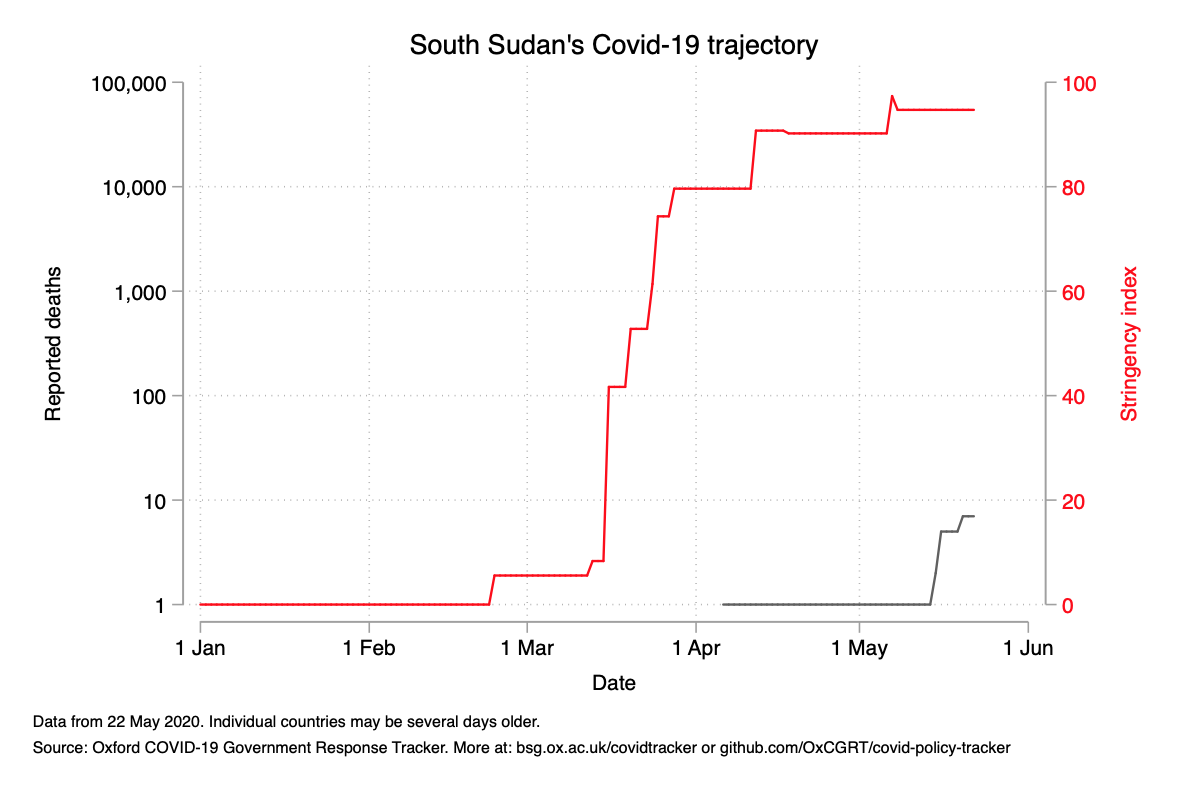 South Sudan's Covid-19 trajectory
100,000
10,000
1,000
100
10
1
Reported deaths
100
80
60
40
20
0
Stringency index
1 Jan
1 Feb
1 Mar
1 Apr
1 May
1 Jun
Date
Data from 22 May 2020. Individual countries may be several days older.
Source: Oxford COVID-19 Government Response Tracker. More at: bsg.ox.ac.uk/covidtracker or github.com/OxCGRT/covid-policy-tracker